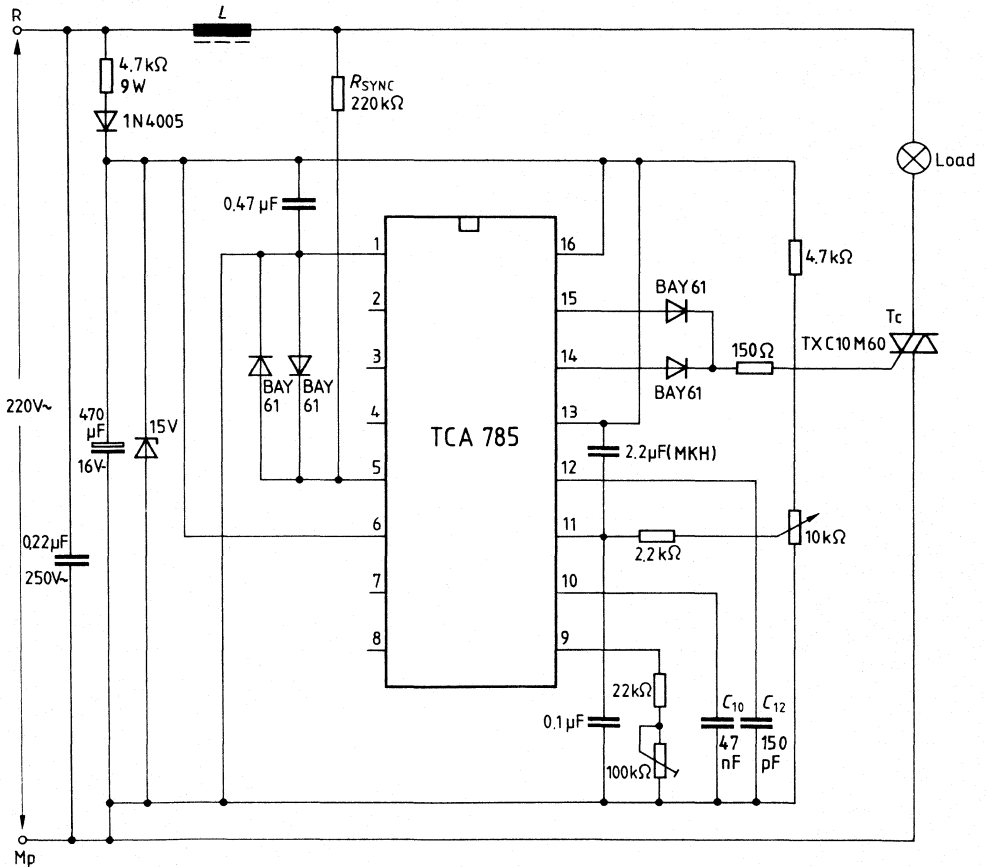 R
L
4.7kΩ
9W
RSYNC
220kΩ
1N4005
Load
0.47µF
1
16
4.7kΩ
2
15
BAY61
Tc
TXC10M60
3
14
150Ω
BAY
61
BAY
61
BAY61
220V~
470
µF
16V-
15V
4
13
TCA 785
2.2µF(MKH)
5
12
6
11
2.2kΩ
10kΩ
0.22µF
250V~
7
10
8
9
22kΩ
C10
47
nF
C12
150
pF
0.1µF
100kΩ
Mp